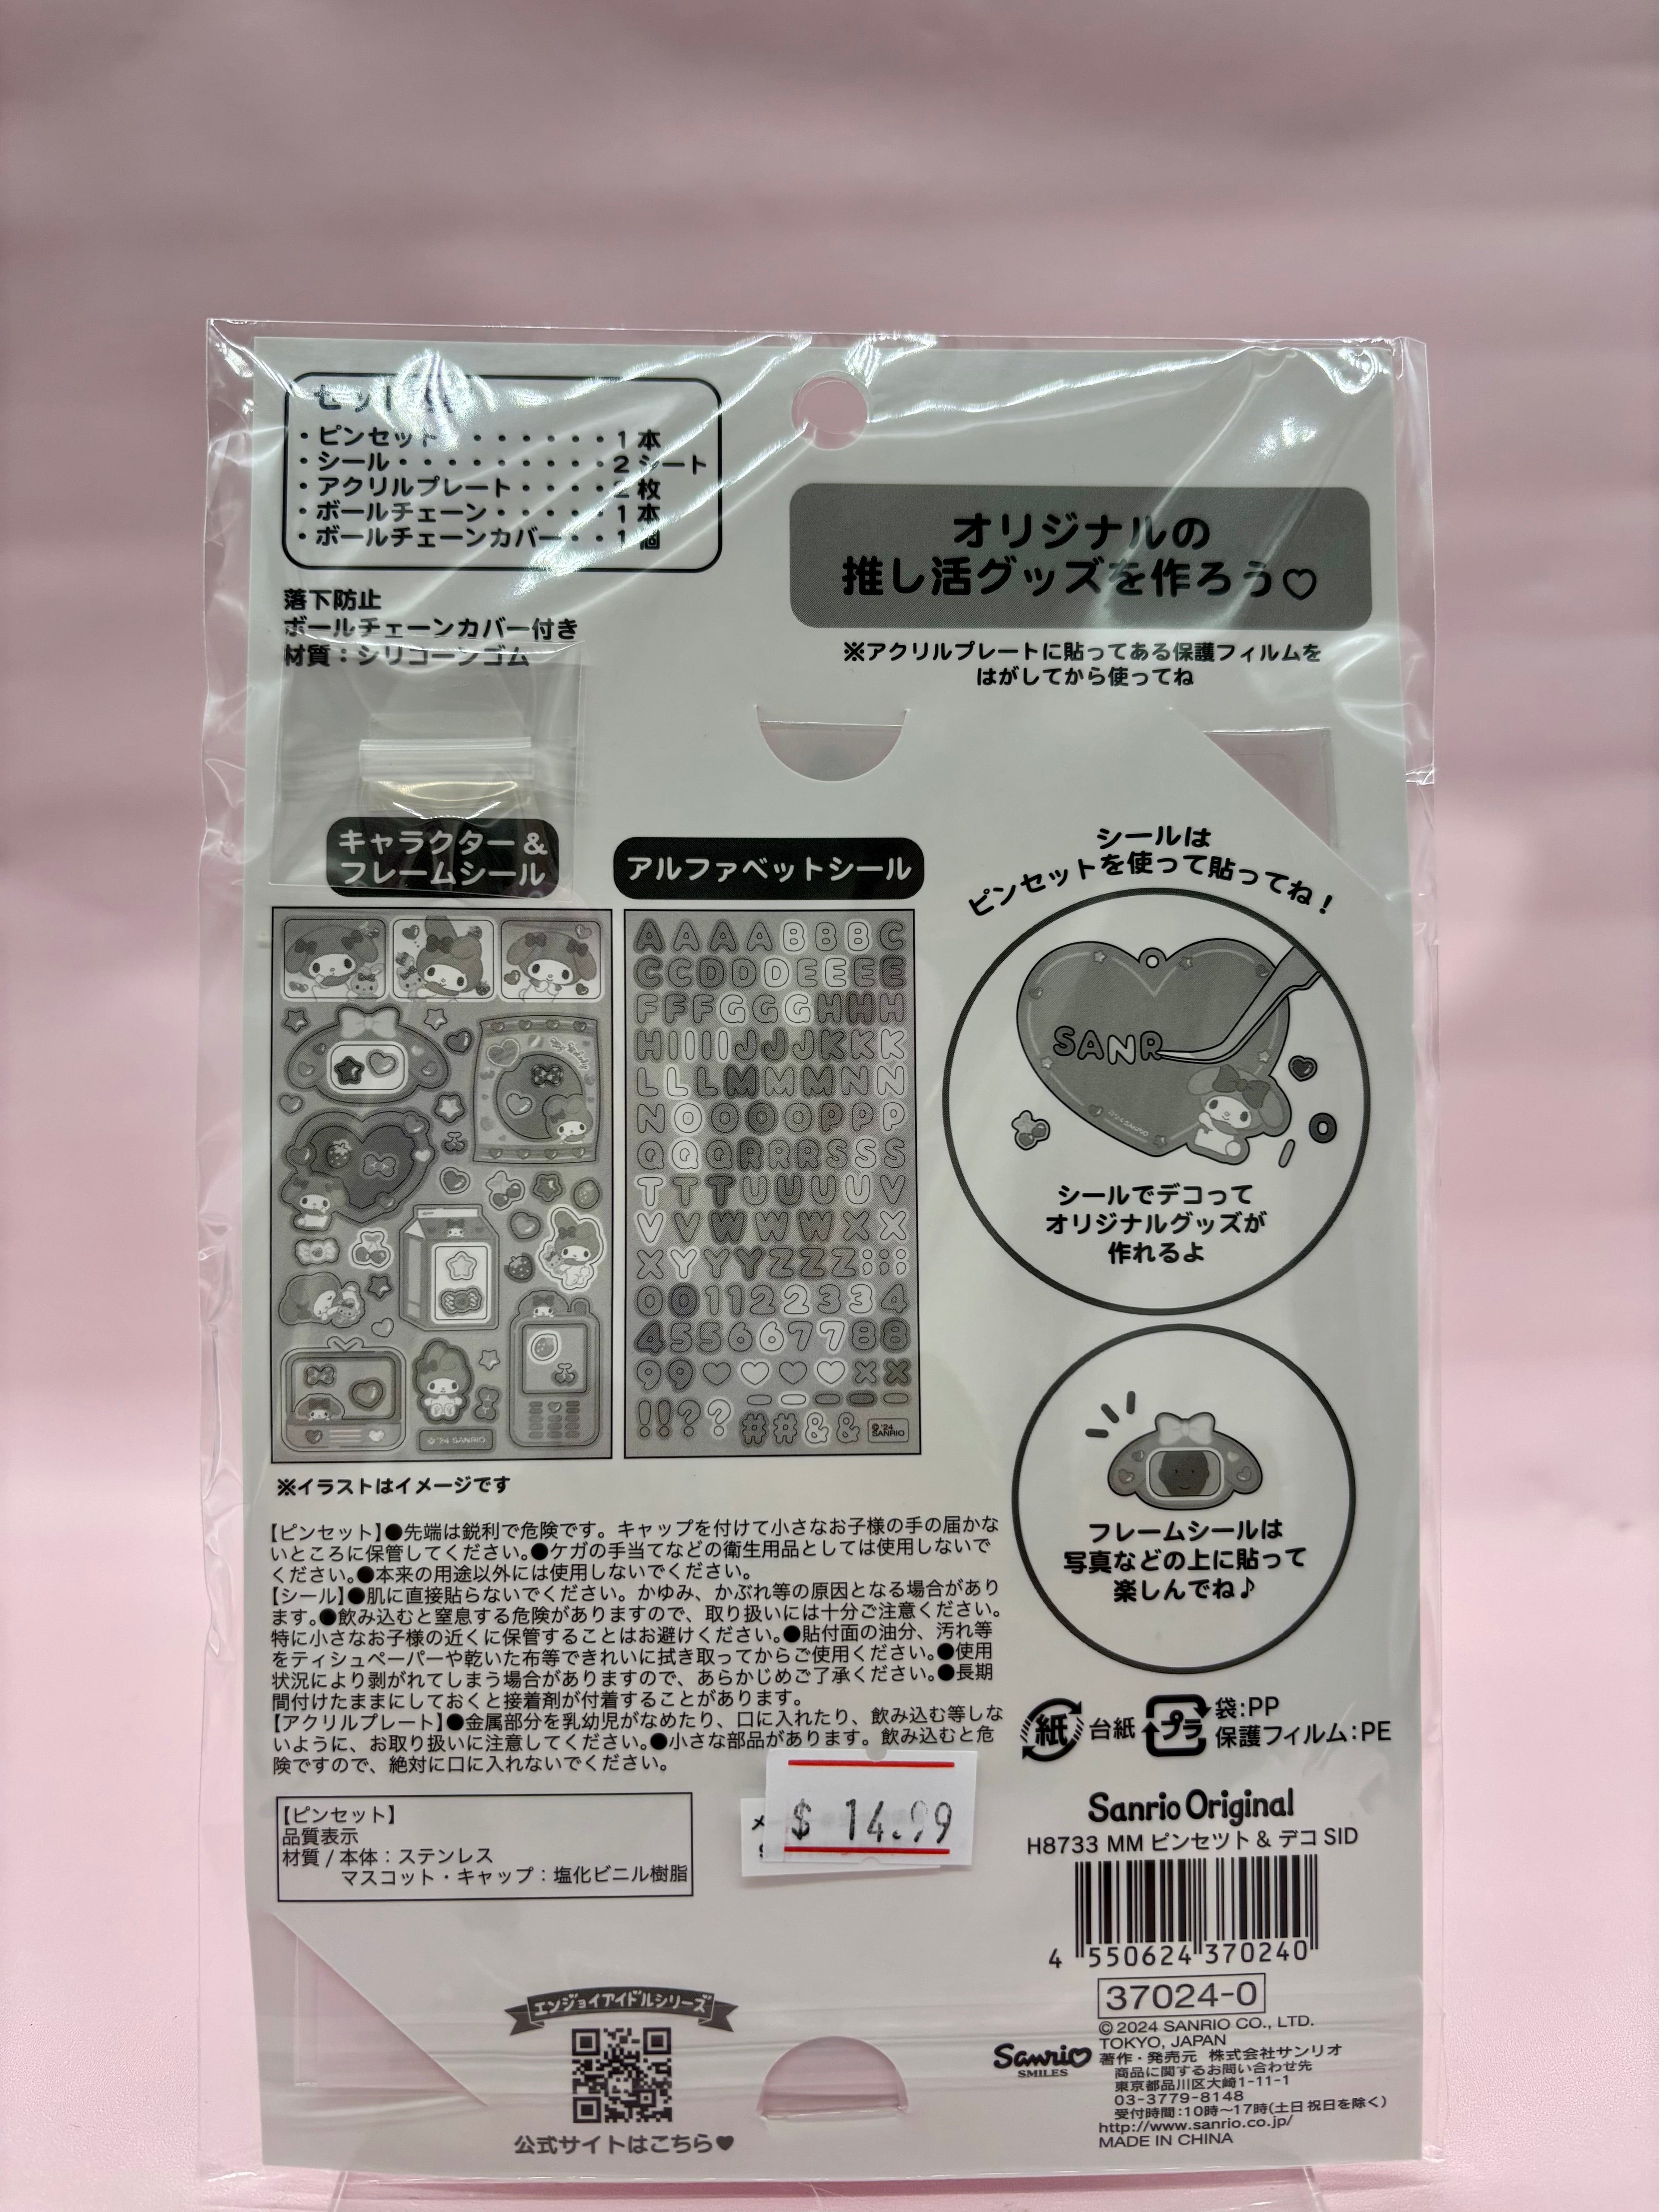 セット
・ピンセット・・・・・・・1本
・シール・・・・・・・・・2シート
・アクリルプレート・・・・2枚
・ボールチェーン・・・・・1本
・ボールチェーンカバー・・1個
落下防止
ボールチェーンカバー付き
材質：シリコーンゴム
オリジナルの
推し活グッズを作ろう♡
※アクリルプレートに貼ってある保護フィルムを
はがしてから使ってね
キャラクター＆
フレームシール
アルファベットシール
A A A A B B B C
C C D D D E E E E
F F F G G G H H H
H I I I J J J K K K
L L L M M M N N
N O O O O P P P
Q Q Q R R R S S S
T T T U U U U V
V V W W W X X
X Y Y Y Z Z Z : : :
0 0 1 1 2 2 3 3 4
4 5 5 6 6 7 7 8 8
9 9 ♡ ♡ ♡ ♡ × ×
! ! ? ? # # & &
©'24 SANRIO
©'24 SANRIO
※イラストはイメージです
シールは
ピンセットを使って貼ってね！
SANR
©'24 SANRIO
シールでデコって
オリジナルグッズが
作れるよ
フレームシールは
写真などの上に貼って
楽しんでね♪
【ピンセット】●先端は鋭利で危険です。キャップを付けて小さなお子様の手の届かな
いところに保管してください。●ケガの手当てなどの衛生用品としては使用しないで
ください。●本来の用途以外には使用しないでください。
【シール】●肌に直接貼らないでください。かゆみ、かぶれ等の原因となる場合があり
ます。●飲み込むと窒息する危険がありますので、取り扱いには十分ご注意ください。
特に小さなお子様の近くに保管することはお避けください。●貼付面の油分、汚れ等
をティシュペーパーや乾いた布等できれいに拭き取ってからご使用ください。●使用
状況により剥がれてしまう場合がありますので、あらかじめご了承ください。●長期
間付けたままにしておくと接着剤が付着することがあります。
【アクリルプレート】●金属部分を乳幼児がなめたり、口に入れたり、飲み込む等しな
いように、お取り扱いに注意してください。●小さな部品があります。飲み込むと危
険ですので、絶対に口に入れないでください。
紙 台紙 プラ 袋:PP
保護フィルム:PE
【ピンセット】
品質表示
材質 / 本体：ステンレス
マスコット・キャップ：塩化ビニル樹脂
$ 14.99
Sanrio Original
H8733 MM ピンセット & デコ SID
4 550624 370240
37024-0
エンジョイアイドルシリーズ
公式サイトはこちら♥
Sanrio
SMILES
© 2024 SANRIO CO., LTD.
TOKYO, JAPAN
著作・発売元 株式会社サンリオ
商品に関するお問い合わせ先
東京都品川区大崎1-11-1
03-3779-8148
受付時間:10時〜17時(土日祝日を除く)
http://www.sanrio.co.jp/
MADE IN CHINA